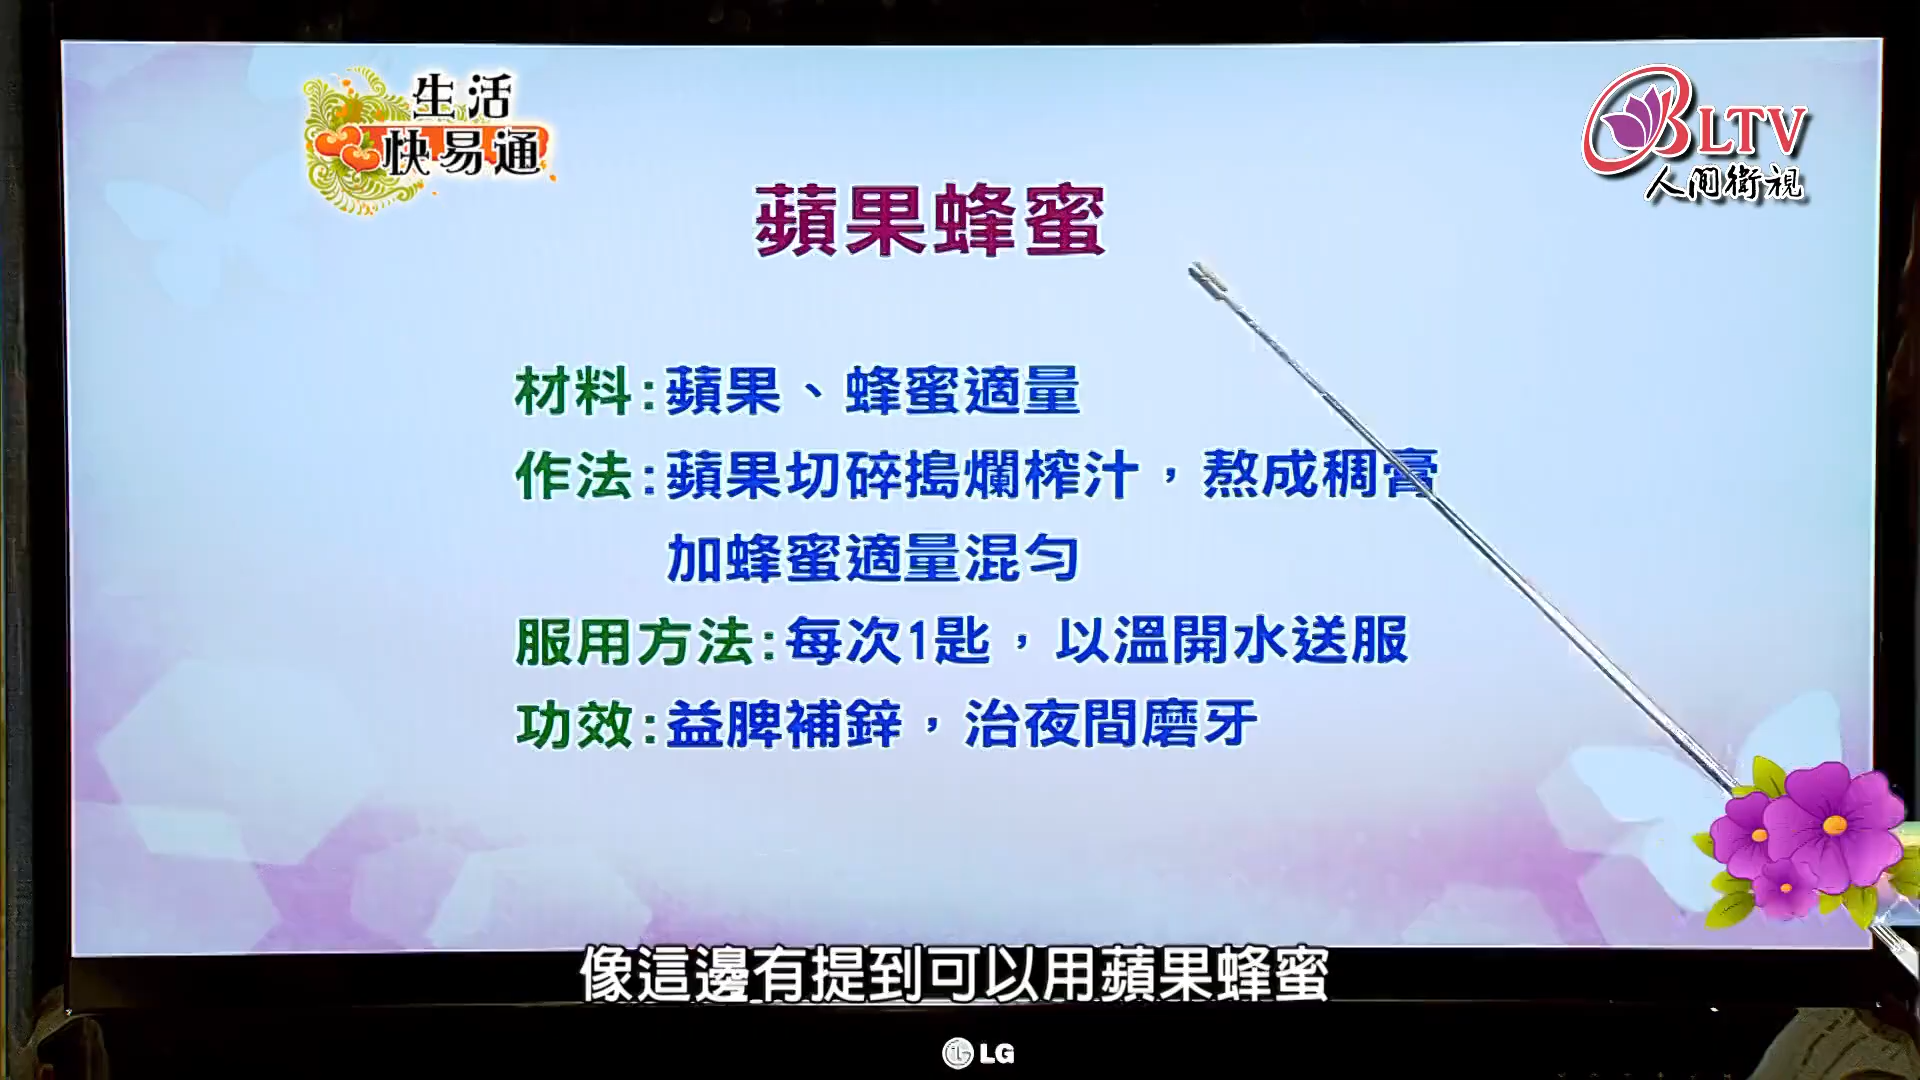 生活
快易通
BLTV
人間衛視
蘋果蜂蜜
材料:蘋果、蜂蜜適量
作法:蘋果切碎搗爛榨汁，熬成稠膏
加蜂蜜適量混勻
服用方法:每次1匙，以溫開水送服
功效:益脾補鋅，治夜間磨牙
像這邊有提到可以用蘋果蜂蜜
LG